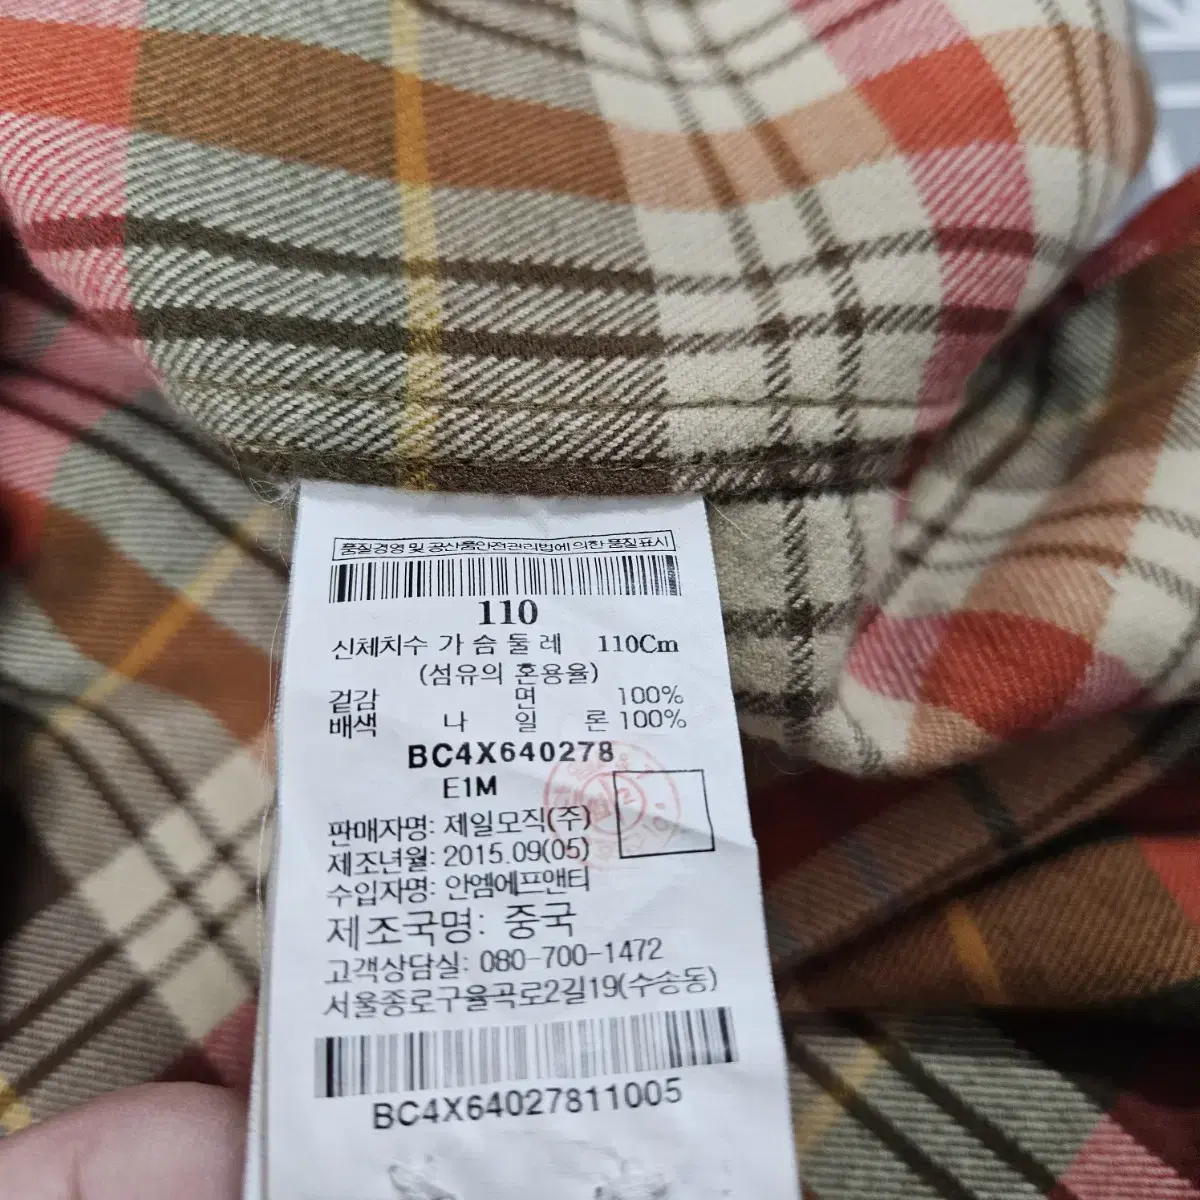 품질경영 및 공산품안전관리법에 의한 품질표시
110
신체치수 가 슴 둘 레 110Cm
(섬유의 혼용율)
겉감 면 100%
배색 나 일 론 100%
BC4X640278
E1M
판매자명: 제일모직(주)
제조년월: 2015.09(05)
수입자명: 안엠에프앤티
제조국명: 중국
고객상담실: 080-700-1472
서울종로구율곡로2길19(수송동)
BC4X64027811005